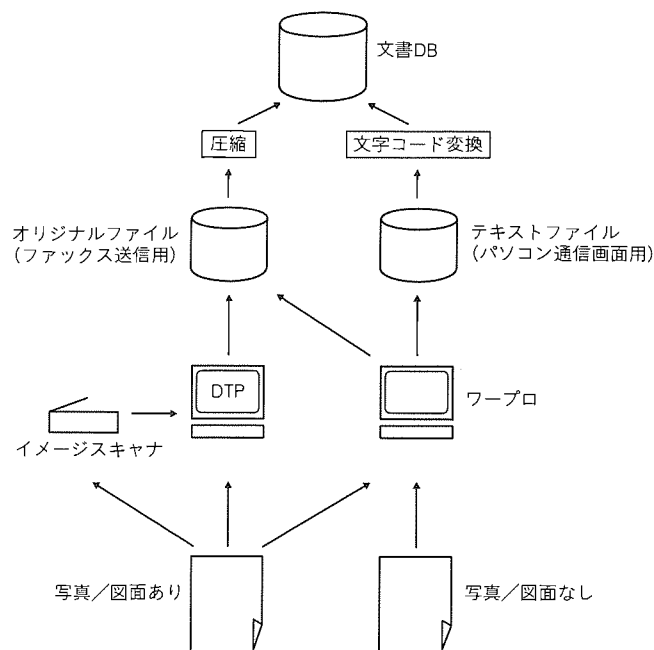 文書DB
圧縮
文字コード変換
オリジナルファイル
(ファックス送信用)
テキストファイル
(パソコン通信画面用)
DTP
ワープロ
イメージスキャナ
写真／図面あり
写真／図面なし